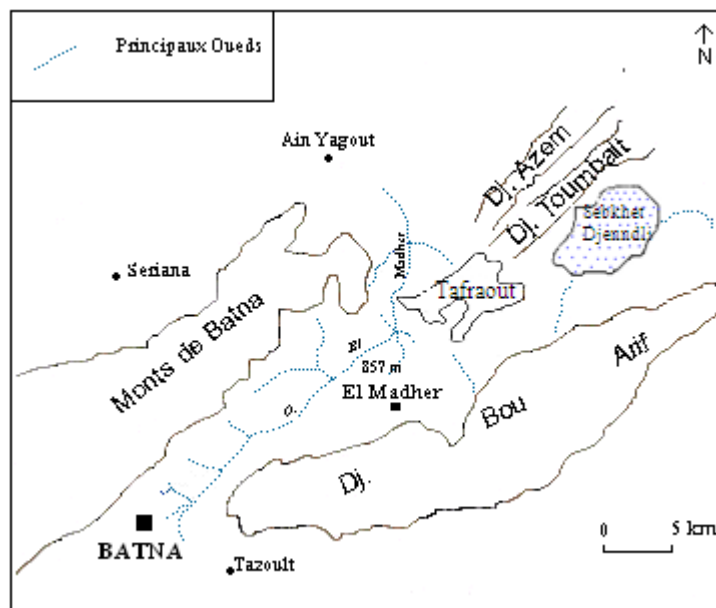 Principaux Oueds
N
Ain Yagout
Dj. Azem
Dj. Toumbait
Sebkhet
Djenndli
Seriana
Madher
Tafraout
Monts de Batna
El
857 m
Arif
El Madher
O.
Bou
Dj.
BATNA
0 5 km
Tazoult